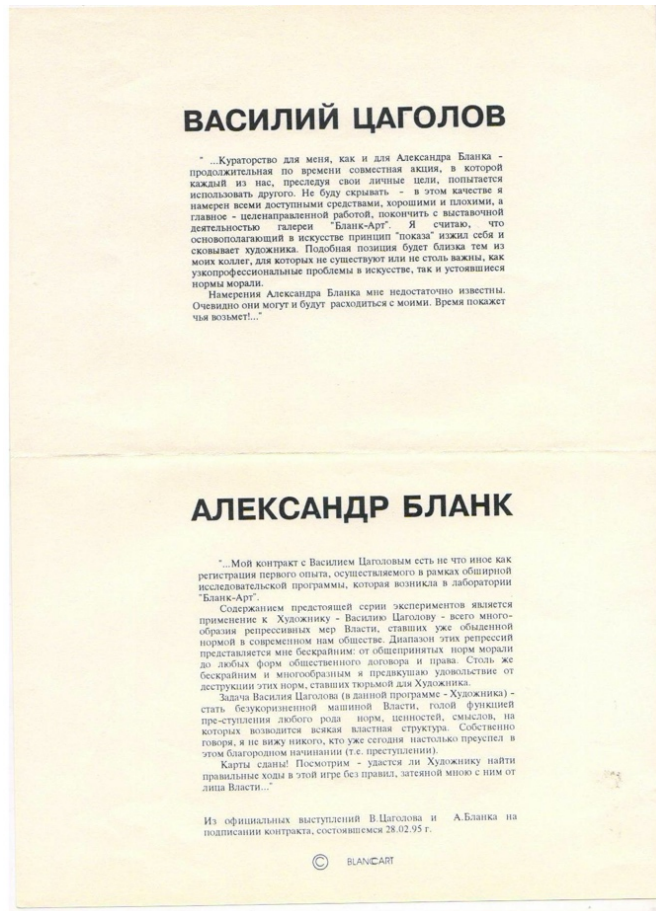 ВАСИЛИЙ ЦАГОЛОВ
" ...Кураторство для меня, как и для Александра Бланка -
продолжительная по времени совместная акция, в которой
каждый из нас, преследуя свои личные цели, попытается
использовать другого. Не буду скрывать - в этом качестве я
намерен всеми доступными средствами, хорошими и плохими, а
главное - целенаправленной работой, покончить с выставочной
деятельностью галереи "Бланк-Арт". Я считаю, что
основополагающий в искусстве принцип "показа" изжил себя и
сковывает художника. Подобная позиция будет близка тем из
моих коллег, для которых не существуют или не столь важны, как
узкопрофессиональные проблемы в искусстве, так и устоявшиеся
нормы морали.
Намерения Александра Бланка мне недостаточно известны.
Очевидно они могут и будут расходиться с моими. Время покажет
чья возьмет!..."
АЛЕКСАНДР БЛАНК
"...Мой контракт с Василием Цаголовым есть не что иное как
регистрация первого опыта, осуществляемого в рамках обширной
исследовательской программы, которая возникла в лаборатории
"Бланк-Арт".
Содержанием предстоящей серии экспериментов является
применение к Художнику - Василию Цаголову - всего много-
образия репрессивных мер Власти, ставших уже обыденной
нормой в современном нам обществе. Диапазон этих репрессий
представляется мне бескрайним: от общепринятых норм морали
до любых форм общественного договора и права. Столь же
бескрайним и многообразным я предвкушаю удовольствие от
деструкции этих норм, ставших тюрьмой для Художника.
Задача Василия Цаголова (в данной программе - Художника) -
стать безукоризненной машиной Власти, голой функцией
пре-ступления любого рода норм, ценностей, смыслов, на
которых возводится всякая властная структура. Собственно
говоря, я не вижу никого, кто уже сегодня настолько преуспел в
этом благородном начинании (т.е. преступлении).
Карты сданы! Посмотрим - удастся ли Художнику найти
правильные ходы в этой игре без правил, затеяной мною с ним от
лица Власти..."
Из официальных выступлений В.Цаголова и А.Бланка на
подписании контракта, состоявшемся 28.02.95 г.
© BLANCART